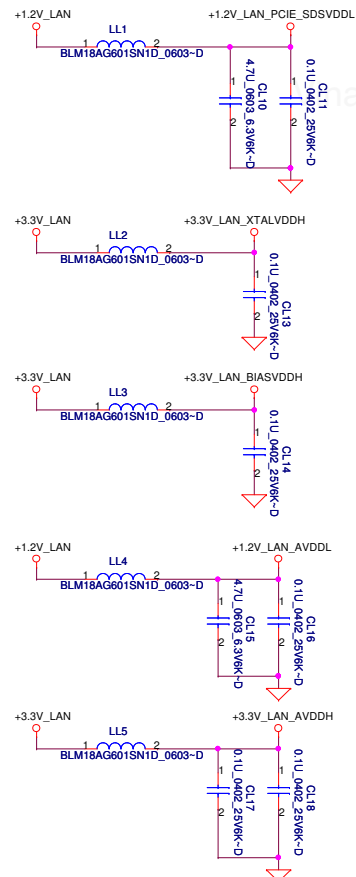 +1.2V_LAN
+1.2V_LAN_PCIE_SDSVDDL
LL1
1 2
BLM18AG601SN1D_0603~D
1
2
CL10
4.7U_0603_6.3V6K~D
1
2
CL11
0.1U_0402_25V6K~D
+3.3V_LAN
+3.3V_LAN_XTALVDDH
LL2
1 2
BLM18AG601SN1D_0603~D
1
2
CL13
0.1U_0402_25V6K~D
+3.3V_LAN
+3.3V_LAN_BIASVDDH
LL3
1 2
BLM18AG601SN1D_0603~D
1
2
CL14
0.1U_0402_25V6K~D
+1.2V_LAN
+1.2V_LAN_AVDDL
LL4
1 2
BLM18AG601SN1D_0603~D
1
2
CL15
4.7U_0603_6.3V6K~D
1
2
CL16
0.1U_0402_25V6K~D
+3.3V_LAN
+3.3V_LAN_AVDDH
LL5
1 2
BLM18AG601SN1D_0603~D
1
2
CL17
0.1U_0402_25V6K~D
1
2
CL18
0.1U_0402_25V6K~D